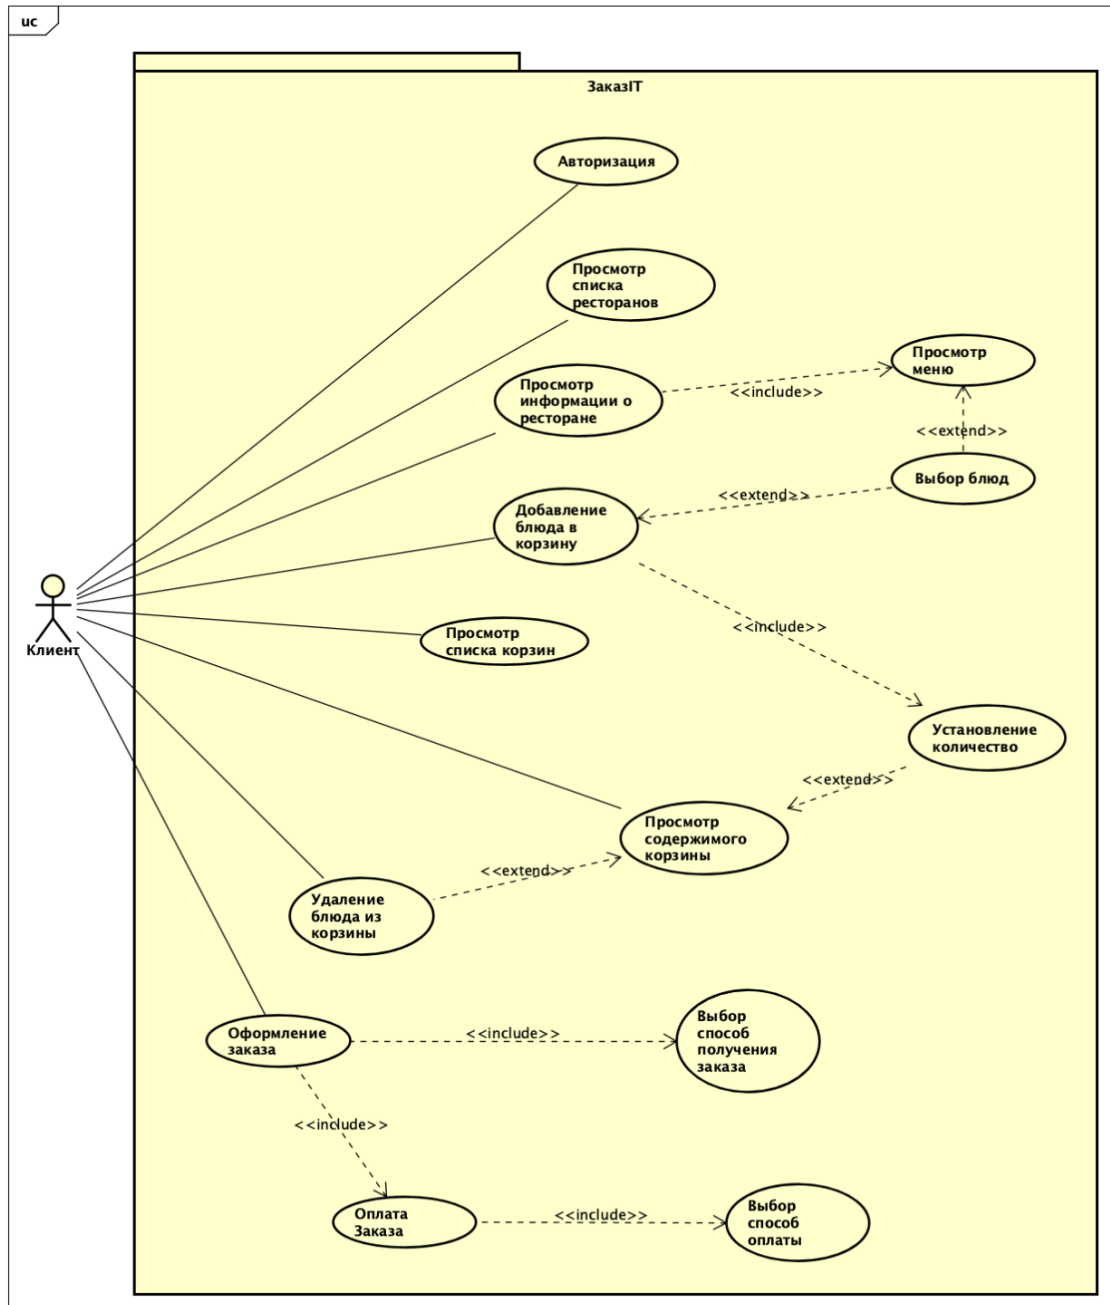 uc
ЗаказIT
Авторизация
Просмотр
списка
ресторанов
Просмотр
меню
Просмотр
информации о
ресторане
<<include>>
<<extend>>
Выбор блюд
<<extend>>
Добавление
блюда в
корзину
<<include>>
Клиент
Просмотр
списка корзин
Установление
количество
<<extend>>
Просмотр
содержимого
корзины
<<extend>>
Удаление
блюда из
корзины
Оформление
заказа
<<include>>
Выбор
способ
получения
заказа
<<include>>
Оплата
Заказа
<<include>>
Выбор
способ
оплаты